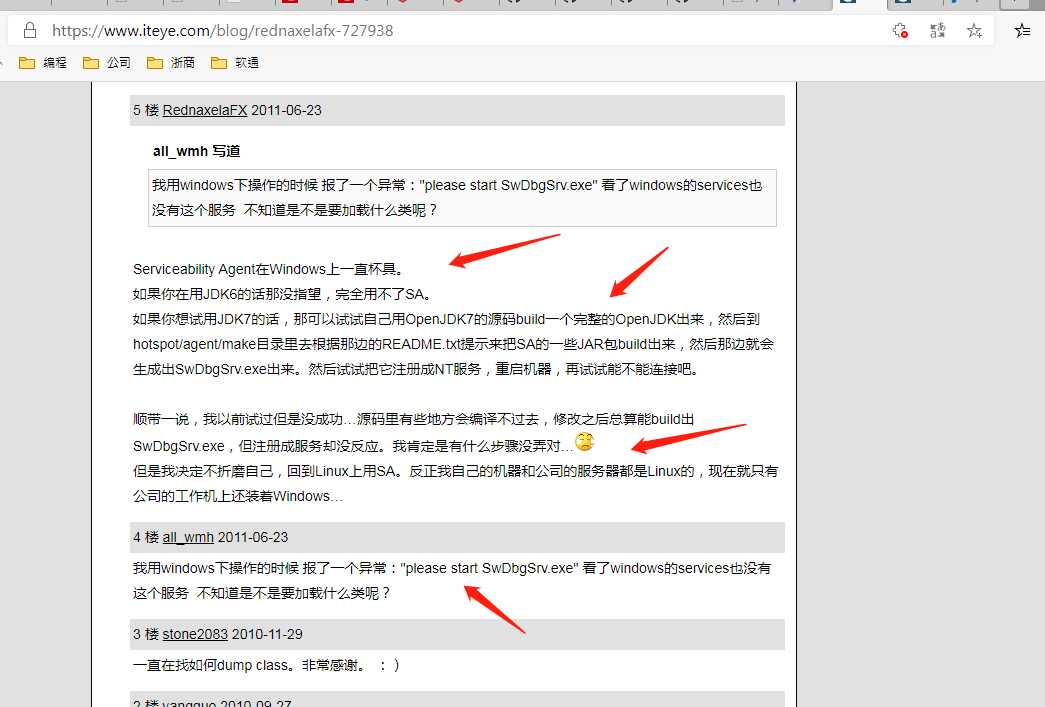 https://www.iteye.com/blog/rednaxelafx-727938
编程 公司 浙商 软通
5 楼 RednaxelaFX 2011-06-23
all_wmh 写道
我用windows下操作的时候 报了一个异常："please start SwDbgSrv.exe" 看了windows的services也
没有这个服务 不知道是不是要加载什么类呢？
Serviceability Agent在Windows上一直杯具。
如果你在用JDK6的话那没指望，完全用不了SA。
如果你想试用JDK7的话，那可以试试自己用OpenJDK7的源码build一个完整的OpenJDK出来，然后到
hotspot/agent/make目录里去根据那边的README.txt提示来把SA的一些JAR包build出来，然后那边就会
生成出SwDbgSrv.exe出来。然后试试把它注册成NT服务，重启机器，再试试能不能连接吧。
顺带一说，我以前试过但是没成功…源码里有些地方会编译不过去，修改之后总算能build出
SwDbgSrv.exe，但注册成服务却没反应。我肯定是有什么步骤没弄对…
但是我决定不折磨自己，回到Linux上用SA。反正我自己的机器和公司的服务器都是Linux的，现在就只有
公司的工作机上还装着Windows…
4 楼 all_wmh 2011-06-23
我用windows下操作的时候 报了一个异常："please start SwDbgSrv.exe" 看了windows的services也没有
这个服务 不知道是不是要加载什么类呢？
3 楼 stone2083 2010-11-29
一直在找如何dump class。非常感谢。 ：）
2 楼 yangguo 2010-09-27